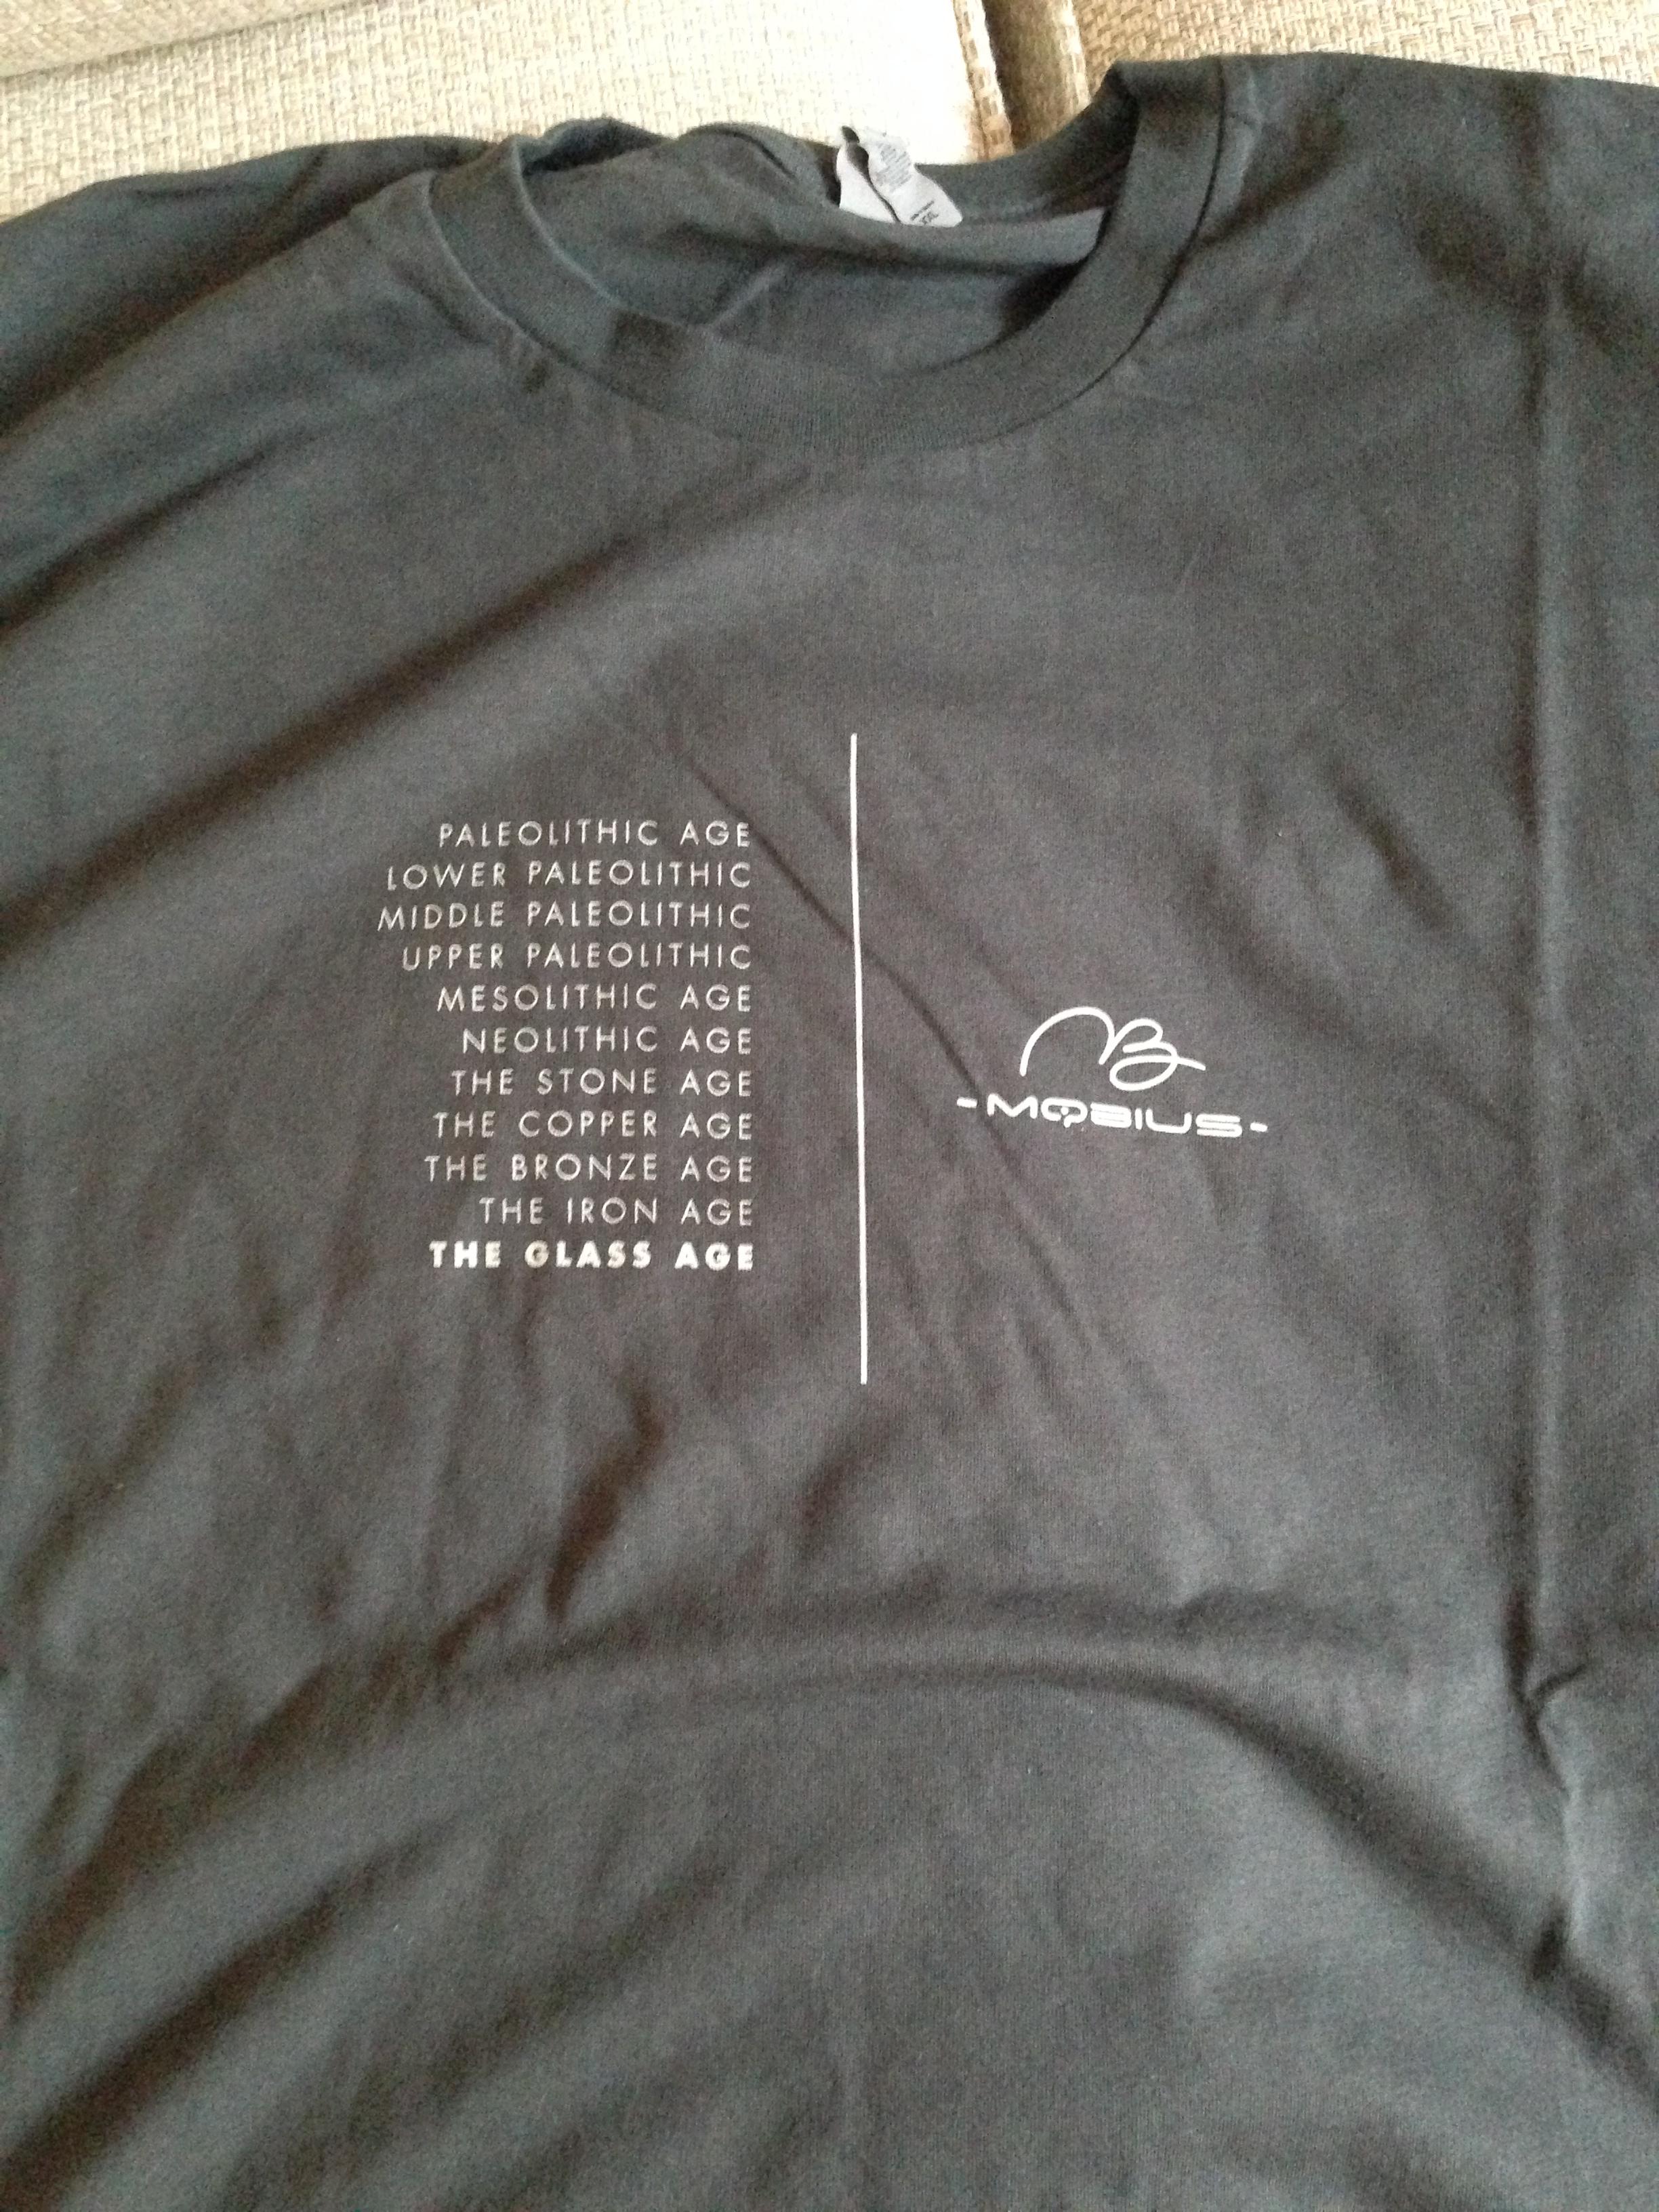 XXL
PALEOLITHIC AGE
LOWER PALEOLITHIC
MIDDLE PALEOLITHIC
UPPER PALEOLITHIC
MESOLITHIC AGE
NEOLITHIC AGE
THE STONE AGE
THE COPPER AGE
THE BRONZE AGE
THE IRON AGE
THE GLASS AGE
-MOBIUS-